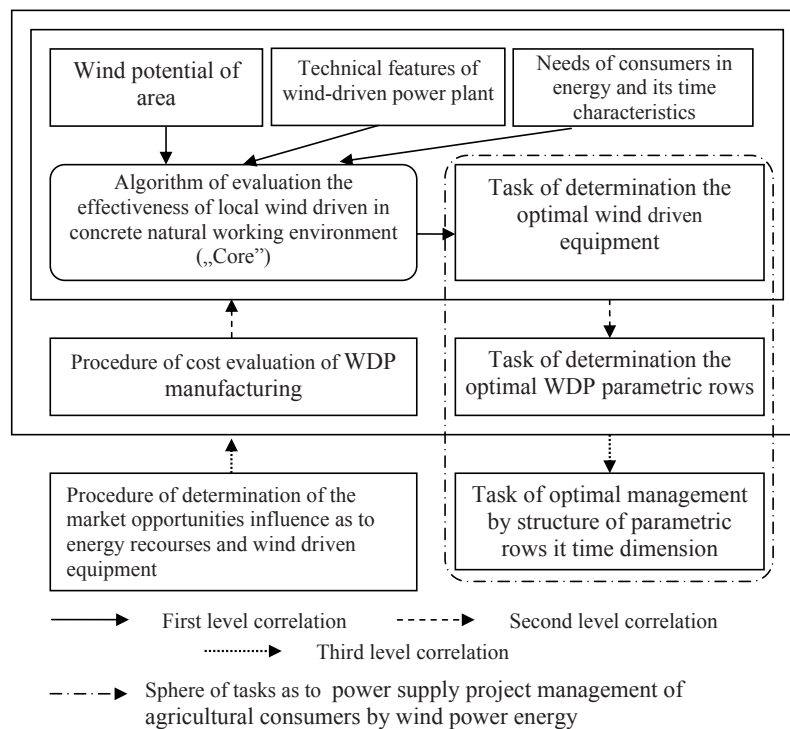 Wind potential of
area
Technical features of
wind-driven power plant
Needs of consumers in
energy and its time
characteristics
Algorithm of evaluation the
effectiveness of local wind driven in
concrete natural working environment
(„Core”)
Task of determination the
optimal wind driven
equipment
Procedure of cost evaluation of WDP
manufacturing
Task of determination the
optimal WDP parametric rows
Procedure of determination of the
market opportunities influence as to
energy recourses and wind driven
equipment
Task of optimal management
by structure of parametric
rows it time dimension
First level correlation
Second level correlation
Third level correlation
Sphere of tasks as to power supply project management of
agricultural consumers by wind power energy